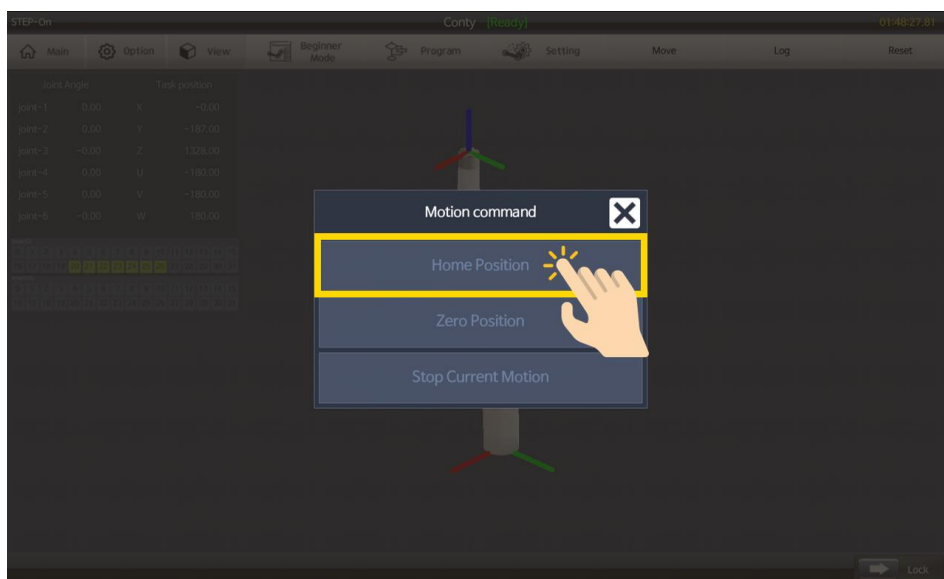 STEP-On
Conty [Ready]
01:48:27.81
Main
Option
View
Beginner
Mode
Program
Setting
Move
Log
Reset
Joint Angle Task position
joint-1 0.00 X -0.00
joint-2 0.00 Y -187.00
joint-3 -0.00 Z 1328.00
joint-4 0.00 U -180.00
joint-5 0.00 V -180.00
joint-6 -0.00 W 180.00
Motion command
Home Position
Zero Position
Stop Current Motion
Lock